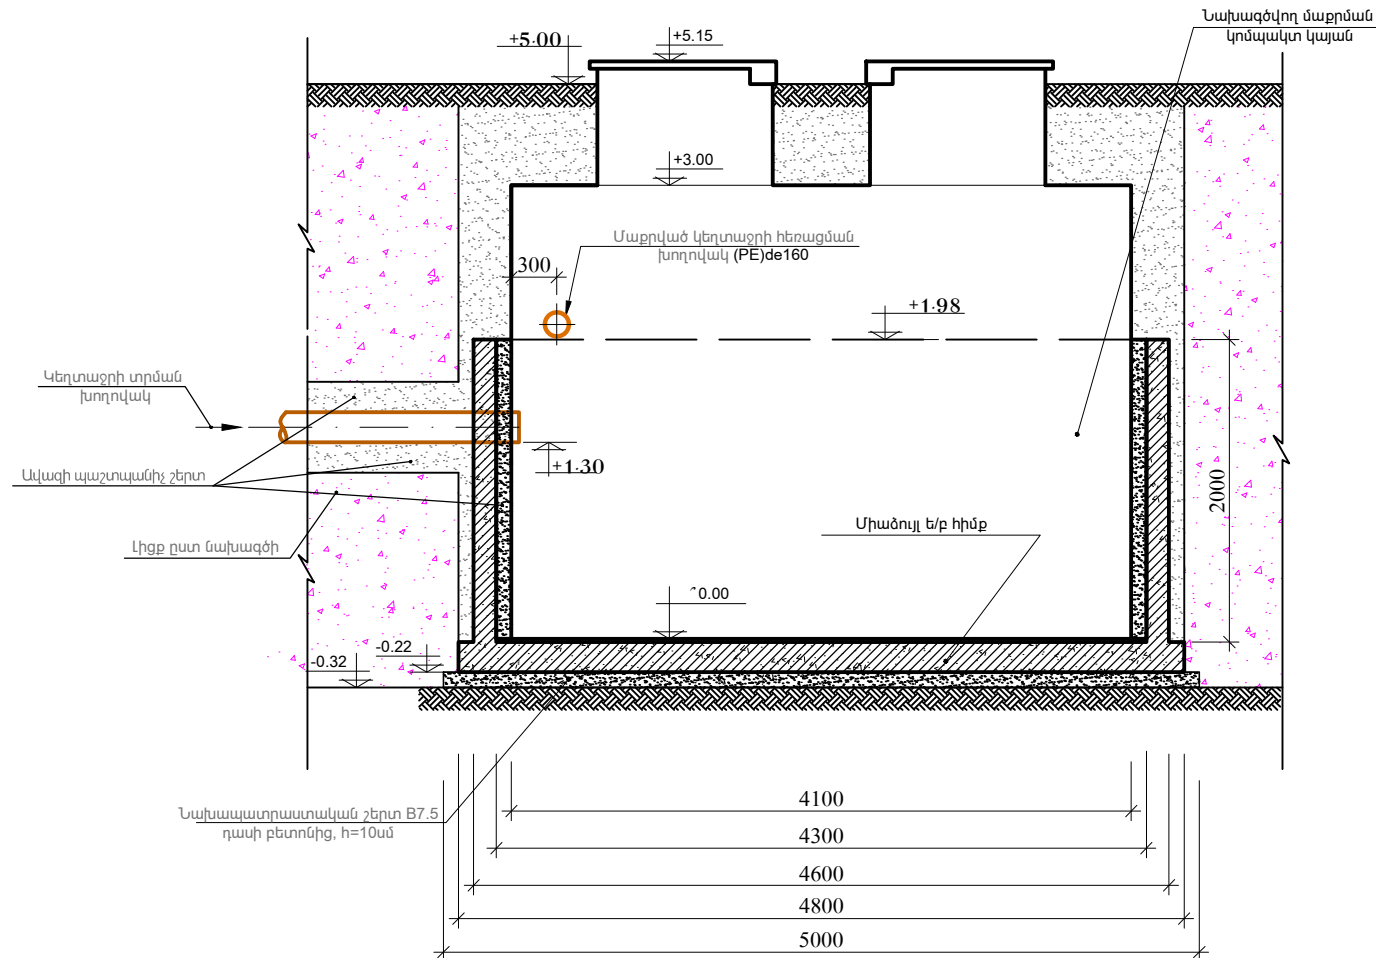 Նախագծվող մաքրման
կոմպակտ կայան
+5.00
+5.15
+3.00
Մաքրված կեղտաջրի հեռացման
խողովակ (PE)de160
300
+1.98
Կեղտաջրի տրման
խողովակ
+1.30
Ավազի պաշտպանիչ շերտ
2000
Միաձույլ ե/բ հիմք
Լիցք ըստ նախագծի
0.00
-0.22
-0.32
Նախապատրաստական շերտ B7.5
դասի բետոնից, h=10սմ
4100
4300
4600
4800
5000